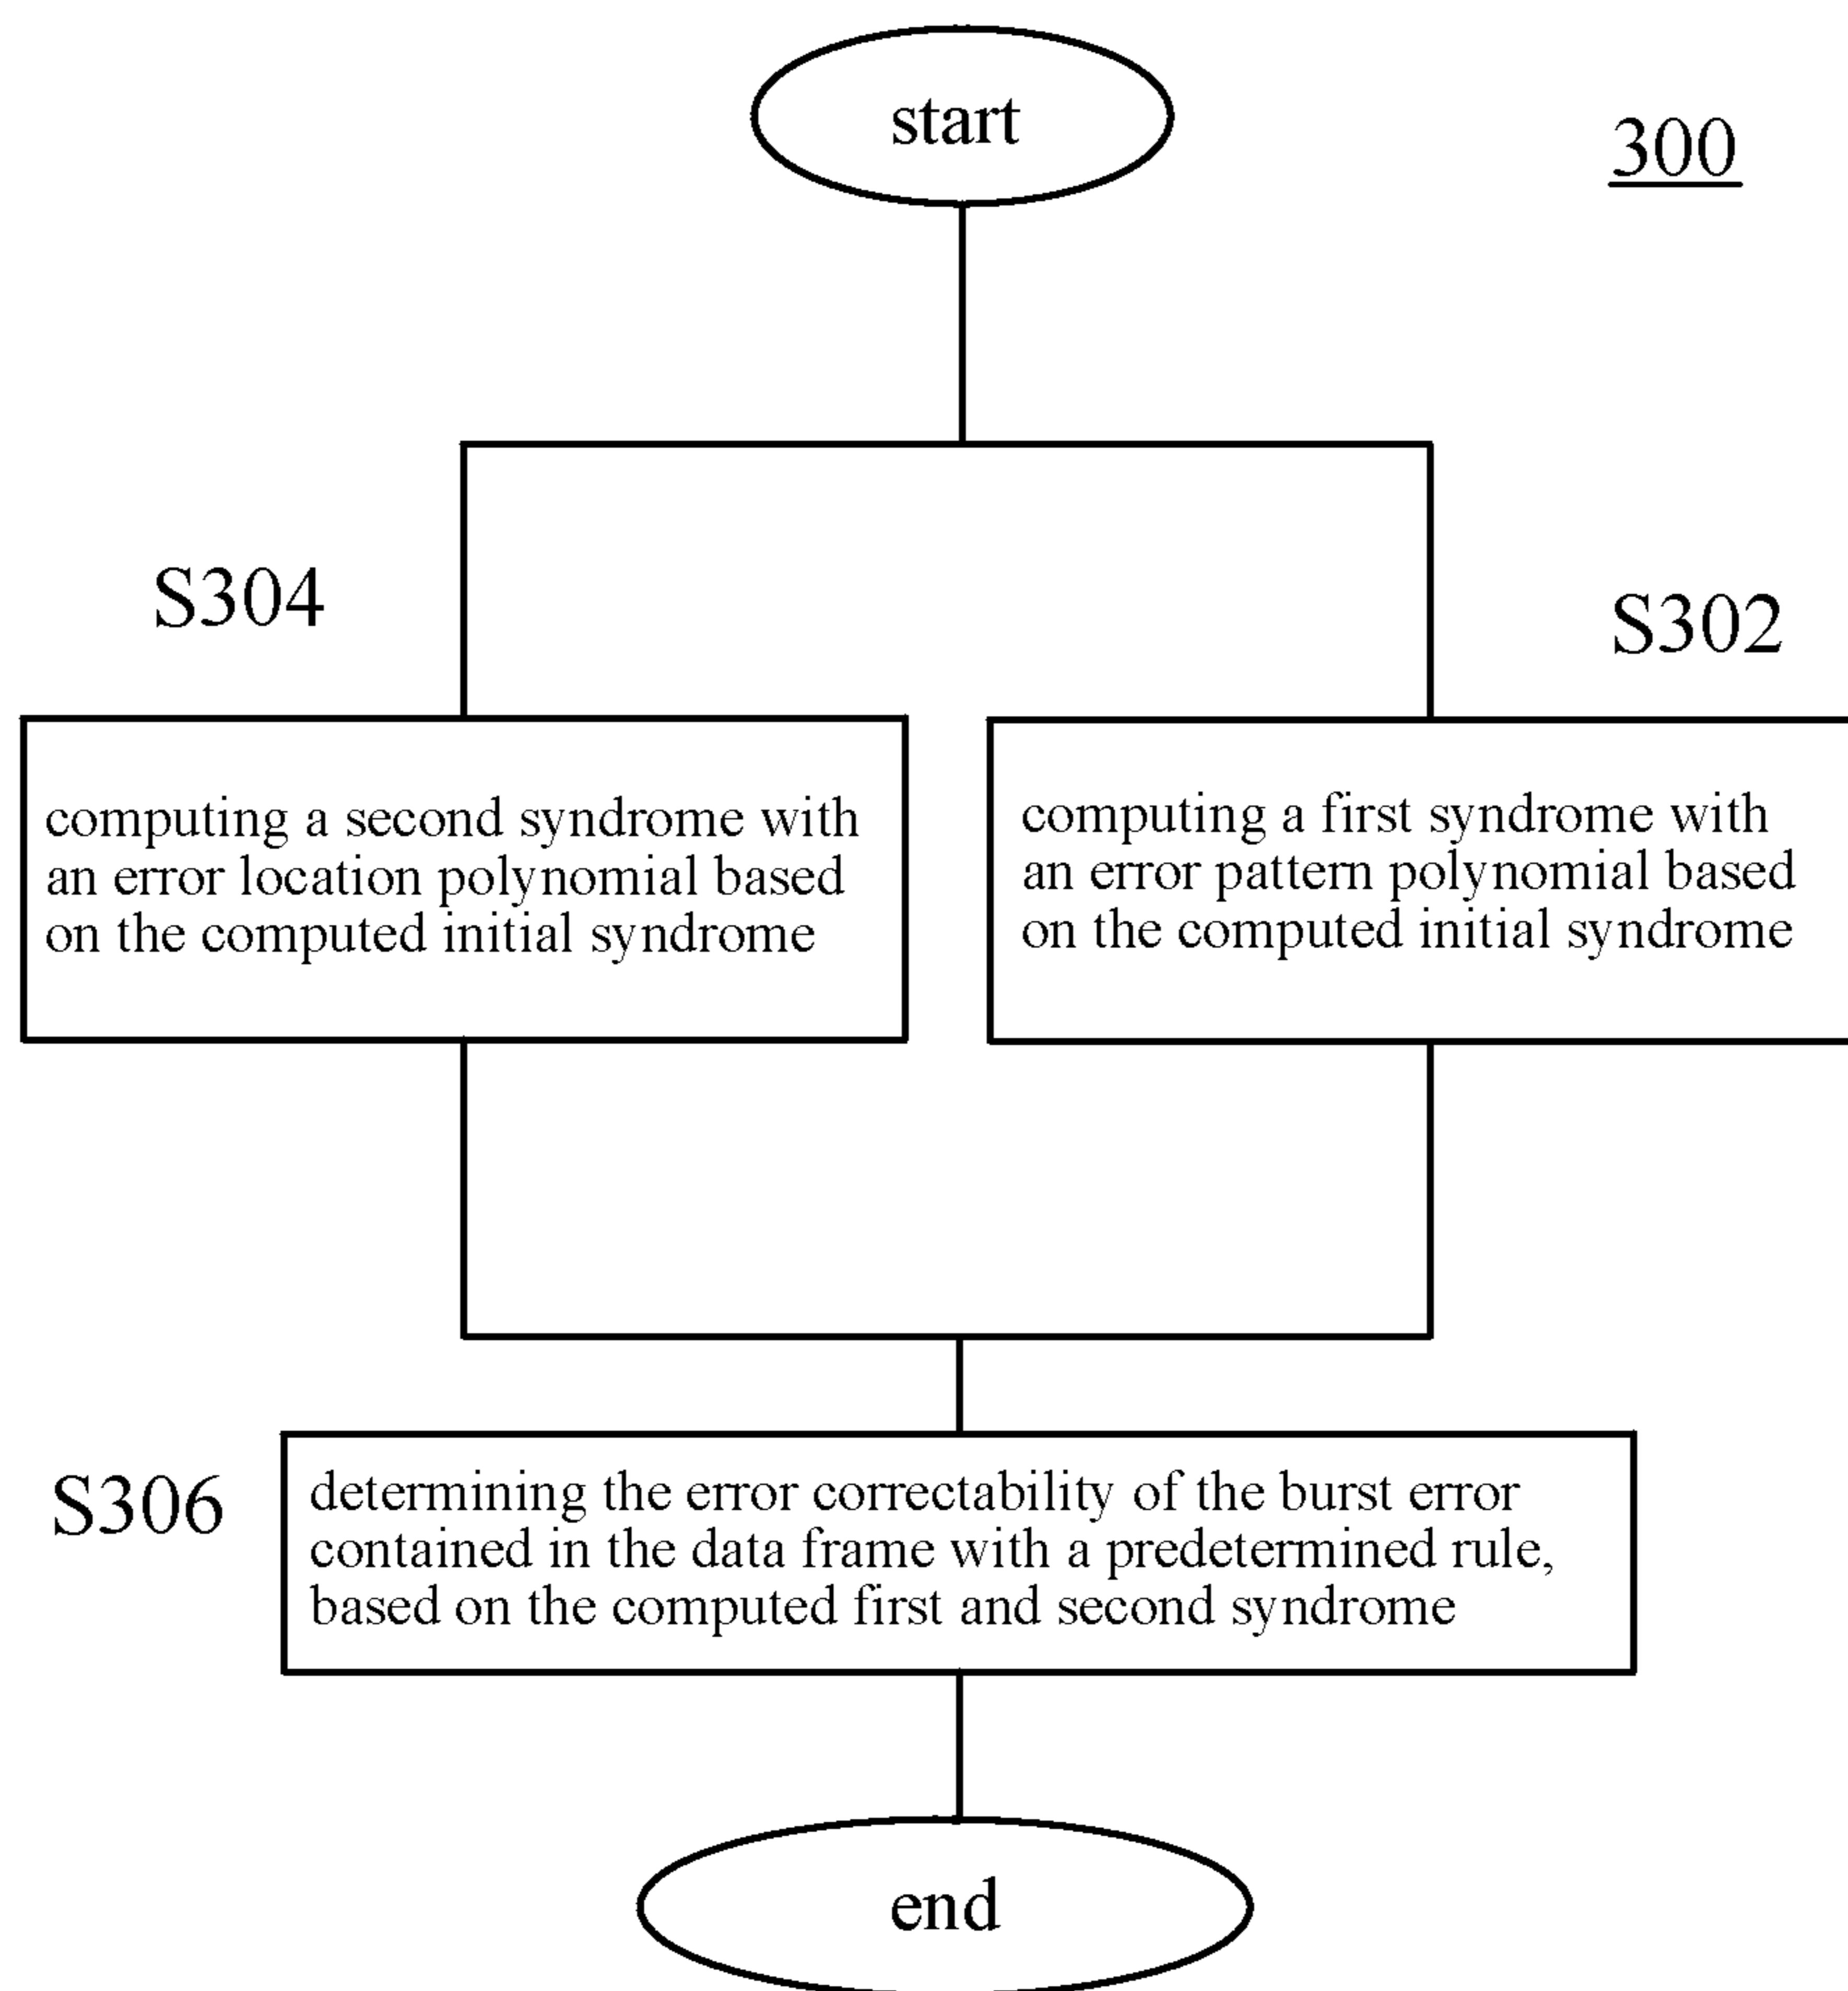 start
300
S304
S302
computing a second syndrome with
an error location polynomial based
on the computed initial syndrome
computing a first syndrome with
an error pattern polynomial based
on the computed initial syndrome
S306
determining the error correctability of the burst error
contained in the data frame with a predetermined rule,
based on the computed first and second syndrome
end